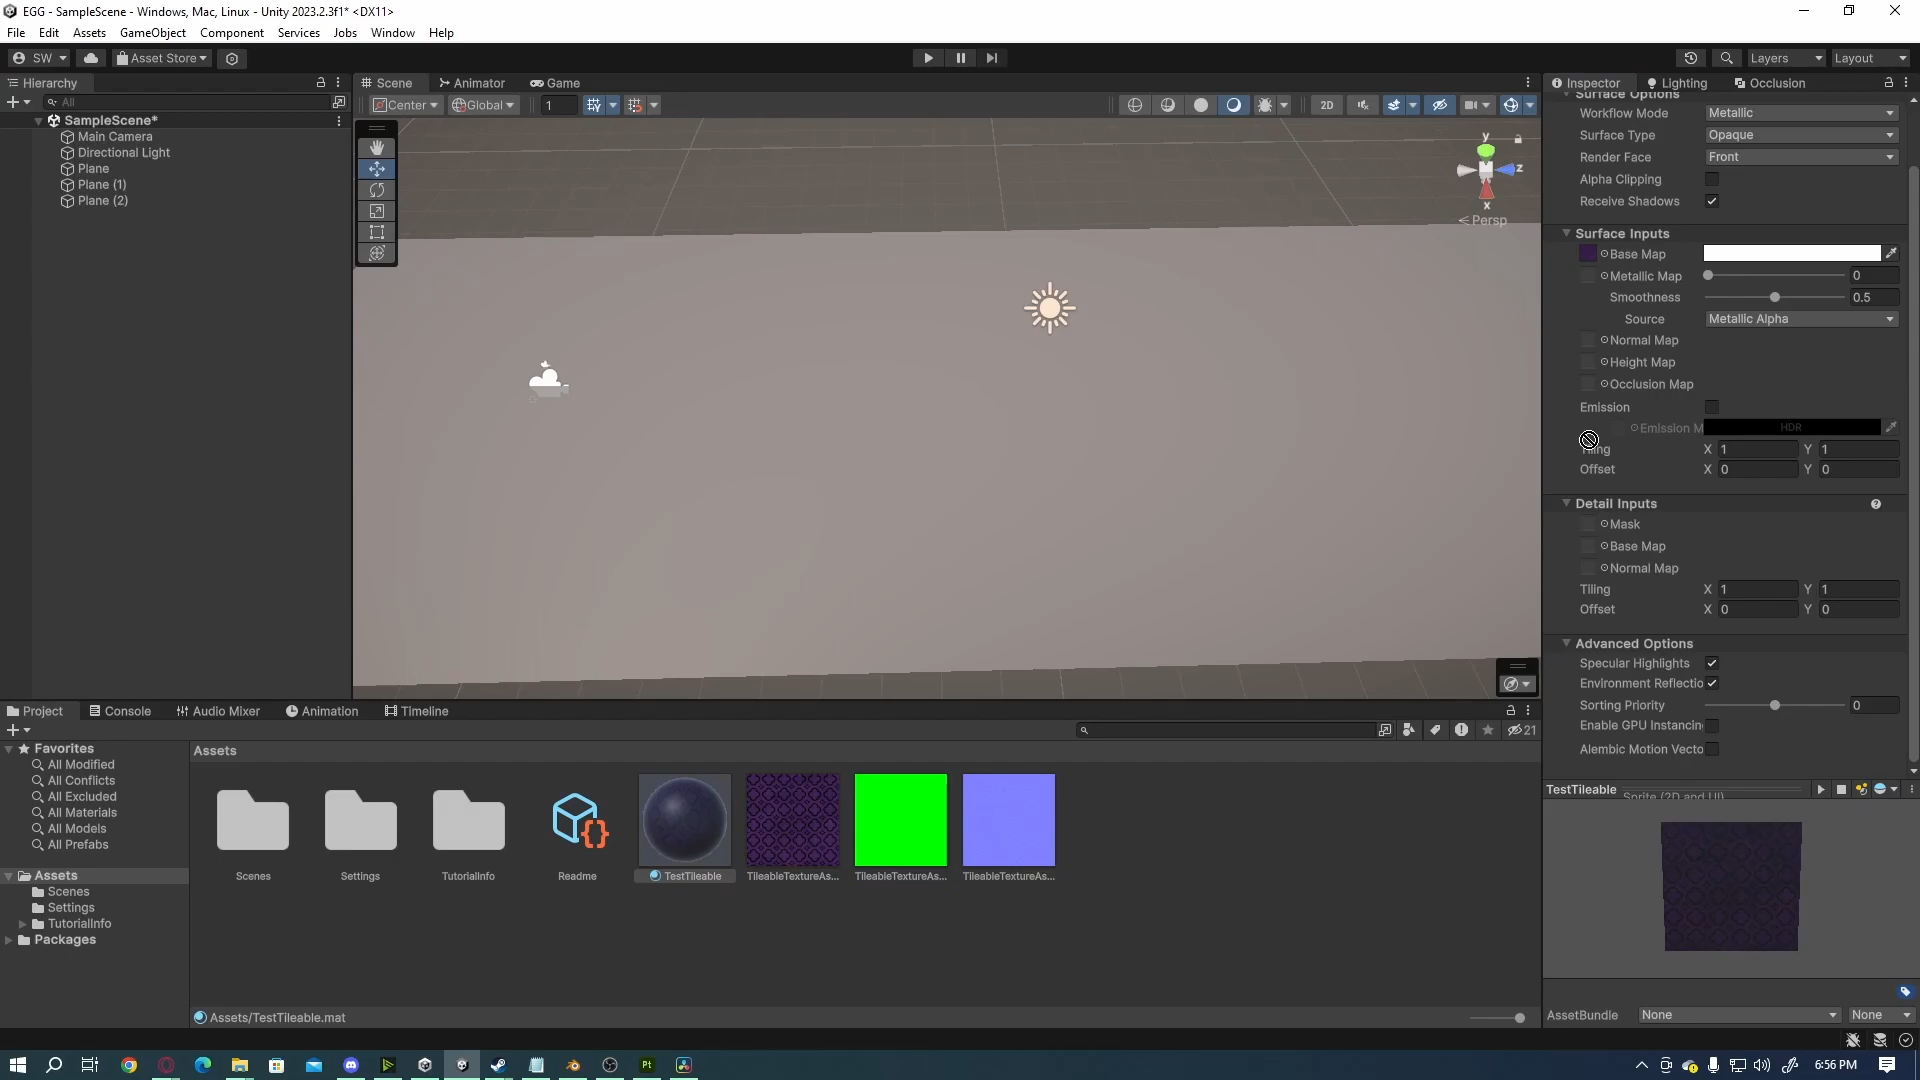 EGG - SampleScene - Windows, Mac, Linux - Unity 2023.2.3f1* <DX11>
File Edit Assets GameObject Component Services Jobs Window Help
SW Asset Store Layers Layout
Hierarchy Scene Animator Game Inspector Lighting Occlusion
All Center Global 1 2D
SampleScene*
Main Camera
Directional Light
Plane
Plane (1)
Plane (2)
y
z
x
< Persp
Surface Options
Workflow Mode Metallic
Surface Type Opaque
Render Face Front
Alpha Clipping
Receive Shadows
Surface Inputs
Base Map
Metallic Map 0
Smoothness 0.5
Source Metallic Alpha
Normal Map
Height Map
Occlusion Map
Emission
Emission M HDR
Tiling X 1 Y 1
Offset X 0 Y 0
Detail Inputs
Mask
Base Map
Normal Map
Tiling X 1 Y 1
Offset X 0 Y 0
Advanced Options
Specular Highlights
Environment Reflectio
Sorting Priority 0
Enable GPU Instancing
Alembic Motion Vecto
Project Console Audio Mixer Animation Timeline
21
Favorites
All Modified
All Conflicts
All Excluded
All Materials
All Models
All Prefabs
Assets
Scenes
Settings
TutorialInfo
Packages
Assets
Scenes Settings TutorialInfo Readme TestTileable TileableTextureAs... TileableTextureAs... TileableTextureAs...
Assets/TestTileable.mat
TestTileable
Sprite (2D and UI)
AssetBundle None None
6:56 PM